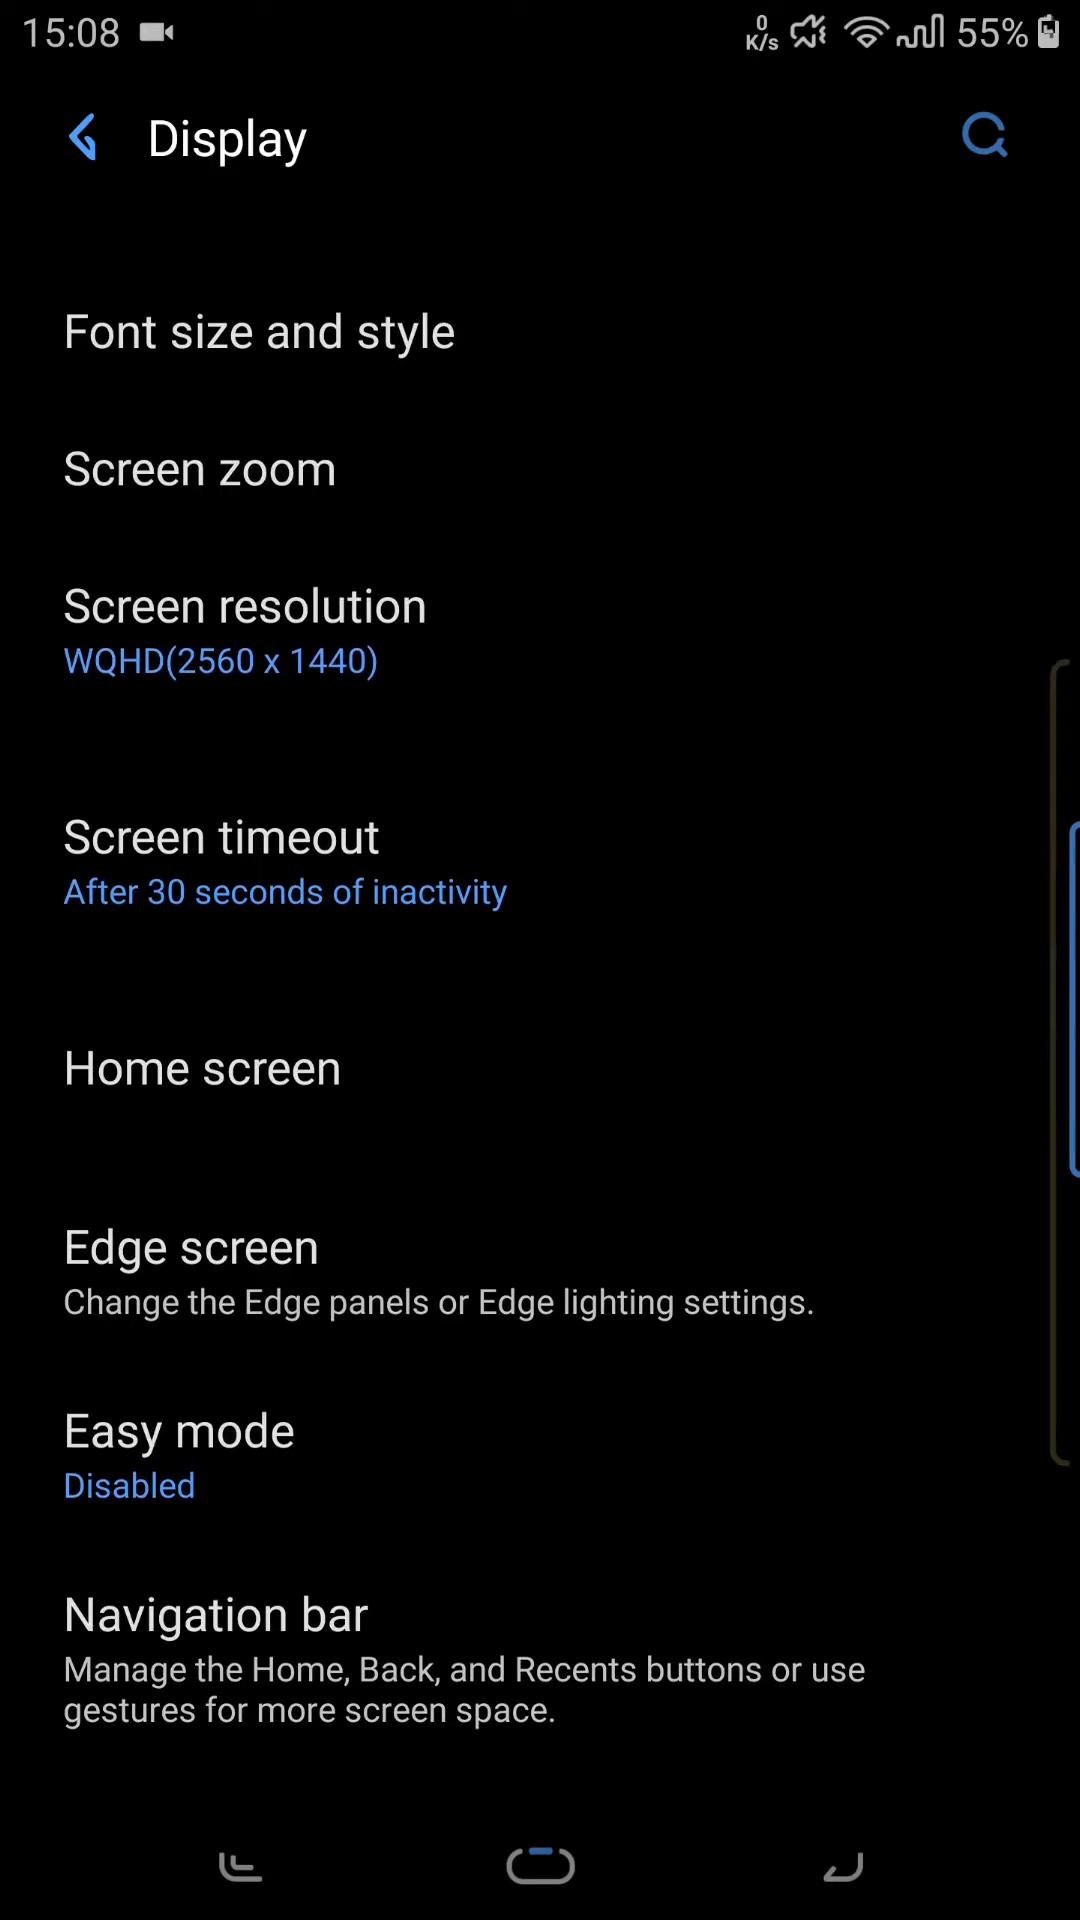 15:08
0
K/s
55%
Display
Font size and style
Screen zoom
Screen resolution
WQHD(2560 x 1440)
Screen timeout
After 30 seconds of inactivity
Home screen
Edge screen
Change the Edge panels or Edge lighting settings.
Easy mode
Disabled
Navigation bar
Manage the Home, Back, and Recents buttons or use
gestures for more screen space.